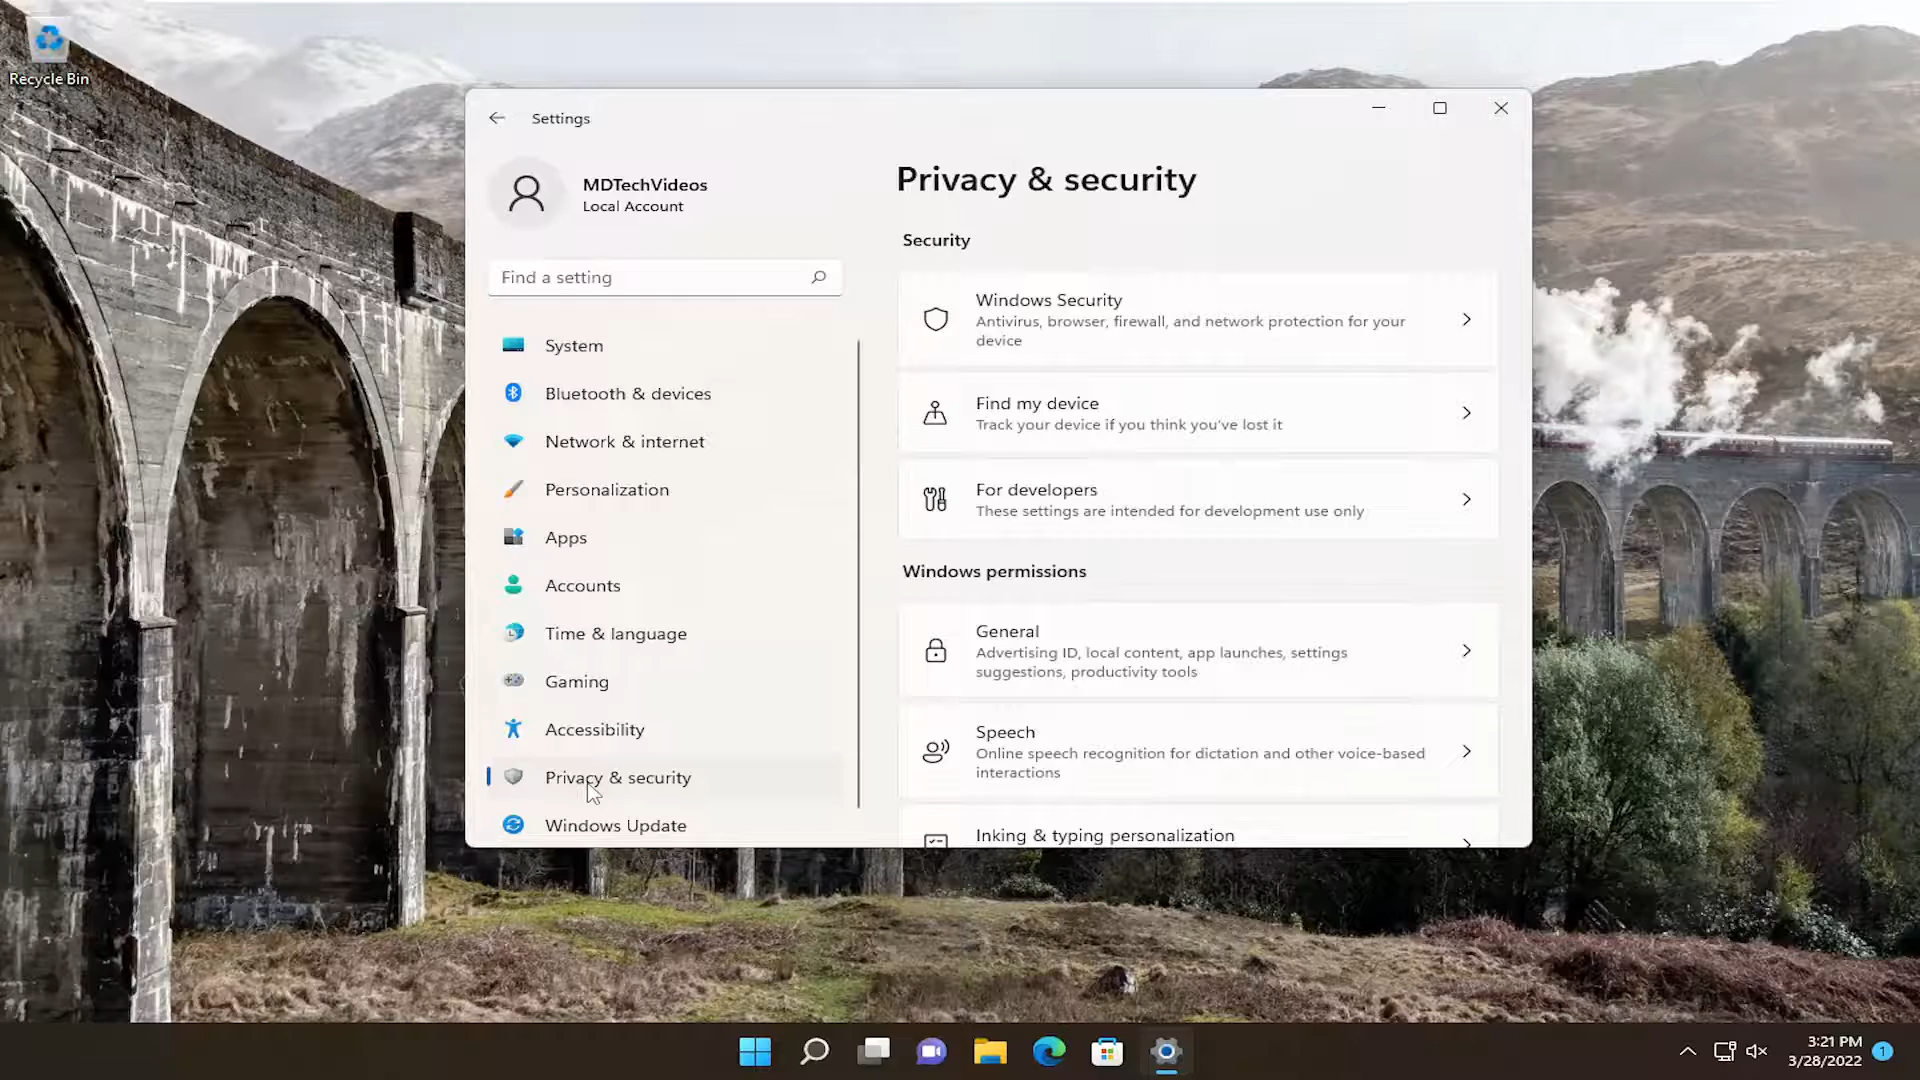 Recycle Bin
Settings
MDTechVideos
Local Account
Find a setting
System
Bluetooth & devices
Network & internet
Personalization
Apps
Accounts
Time & language
Gaming
Accessibility
Privacy & security
Windows Update
Privacy & security
Security
Windows Security
Antivirus, browser, firewall, and network protection for your
device
Find my device
Track your device if you think you've lost it
For developers
These settings are intended for development use only
Windows permissions
General
Advertising ID, local content, app launches, settings
suggestions, productivity tools
Speech
Online speech recognition for dictation and other voice-based
interactions
Inking & typing personalization
3:21 PM
3/28/2022
1